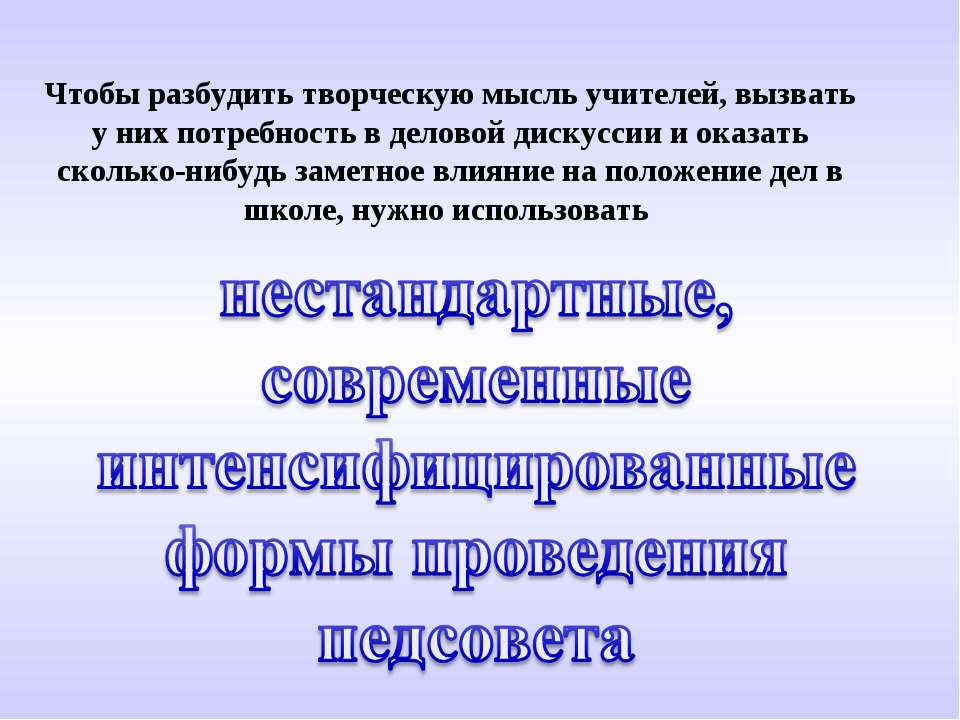 Чтобы разбудить творческую мысль учителей, вызвать
у них потребность в деловой дискуссии и оказать
сколько-нибудь заметное влияние на положение дел в
школе, нужно использовать
нестандартные,
современные
интенсифицированные
формы проведения
педсовета